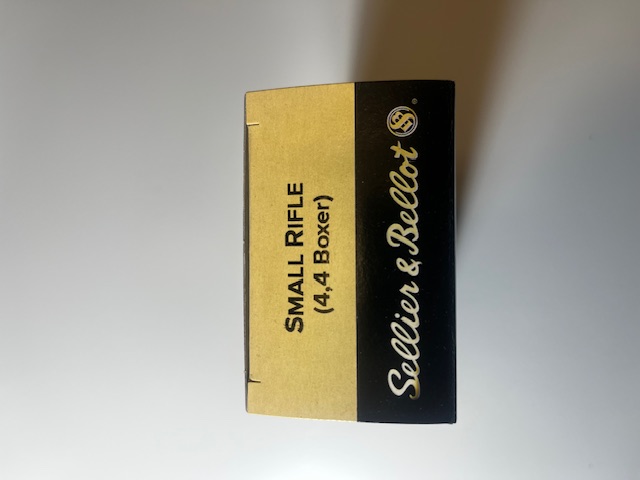 SMALL RIFLE
(4,4 Boxer)
Sellier & Bellot